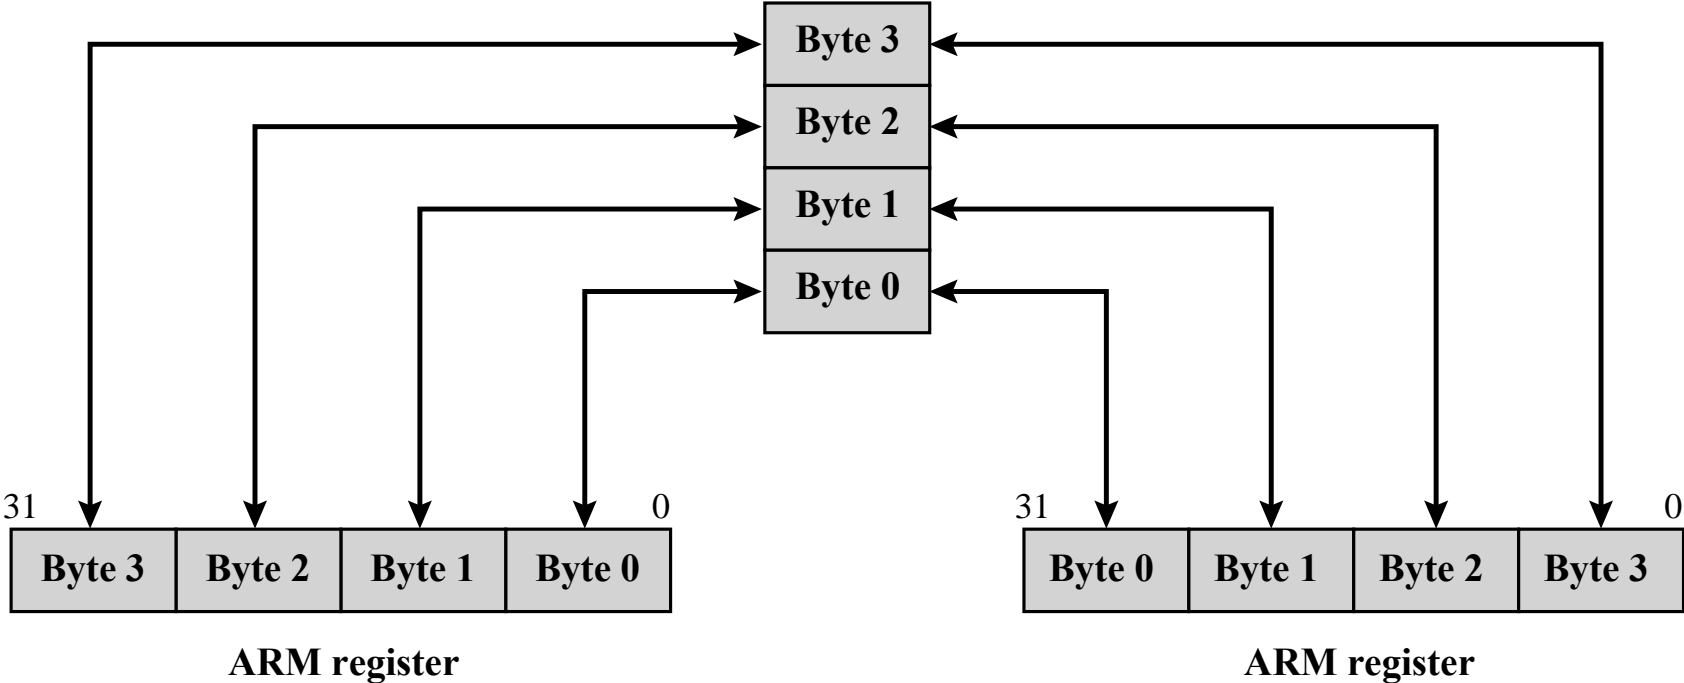 Byte 3
Byte 2
Byte 1
Byte 0
31 0 31 0
Byte 3 Byte 2 Byte 1 Byte 0 Byte 0 Byte 1 Byte 2 Byte 3
ARM register ARM register